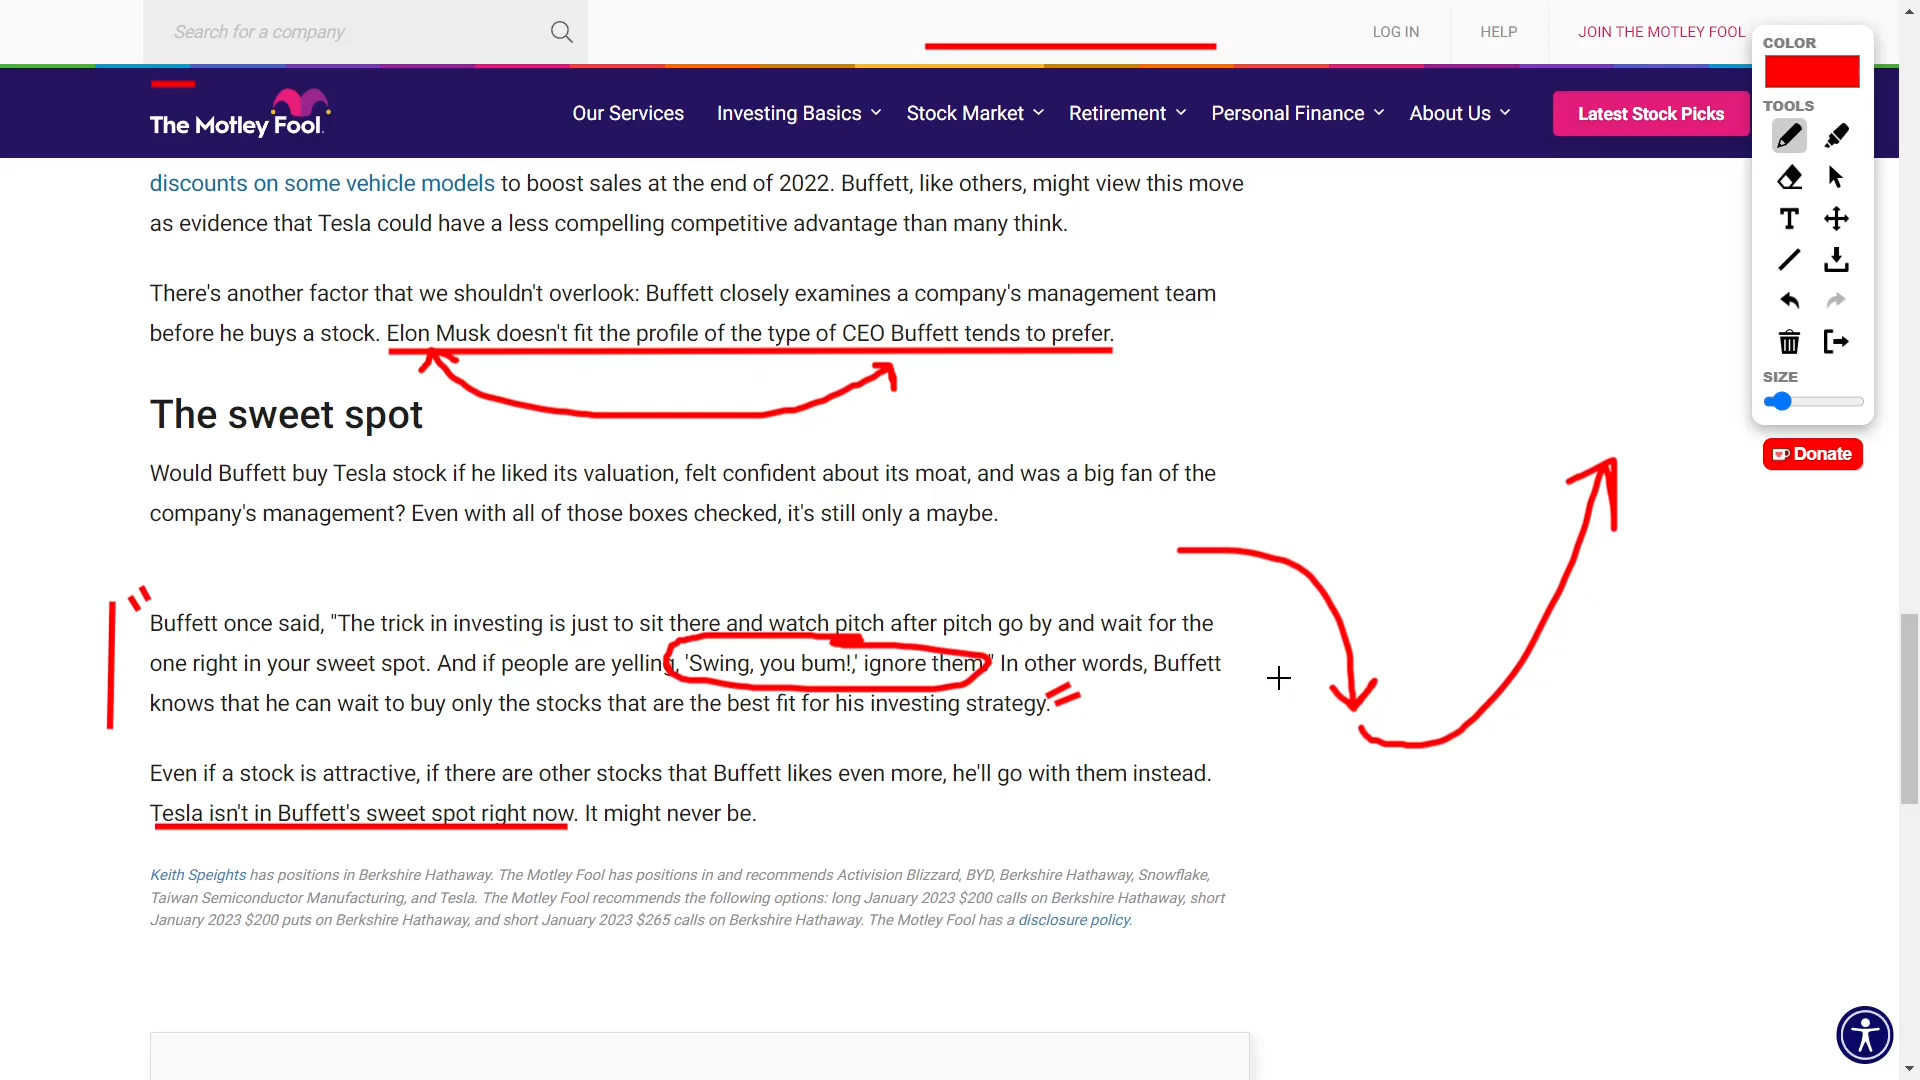 Search for a company
LOG IN
HELP
JOIN THE MOTLEY FOOL
COLOR
The Motley Fool.
Our Services
Investing Basics
Stock Market
Retirement
Personal Finance
About Us
Latest Stock Picks
TOOLS
discounts on some vehicle models to boost sales at the end of 2022. Buffett, like others, might view this move
as evidence that Tesla could have a less compelling competitive advantage than many think.
There's another factor that we shouldn't overlook: Buffett closely examines a company's management team
before he buys a stock. Elon Musk doesn't fit the profile of the type of CEO Buffett tends to prefer.
SIZE
Donate
The sweet spot
Would Buffett buy Tesla stock if he liked its valuation, felt confident about its moat, and was a big fan of the
company's management? Even with all of those boxes checked, it's still only a maybe.
Buffett once said, "The trick in investing is just to sit there and watch pitch after pitch go by and wait for the
one right in your sweet spot. And if people are yelling, 'Swing, you bum!,' ignore them." In other words, Buffett
knows that he can wait to buy only the stocks that are the best fit for his investing strategy.
Even if a stock is attractive, if there are other stocks that Buffett likes even more, he'll go with them instead.
Tesla isn't in Buffett's sweet spot right now. It might never be.
Keith Speights has positions in Berkshire Hathaway. The Motley Fool has positions in and recommends Activision Blizzard, BYD, Berkshire Hathaway, Snowflake,
Taiwan Semiconductor Manufacturing, and Tesla. The Motley Fool recommends the following options: long January 2023 $200 calls on Berkshire Hathaway, short
January 2023 $200 puts on Berkshire Hathaway, and short January 2023 $265 calls on Berkshire Hathaway. The Motley Fool has a disclosure policy.